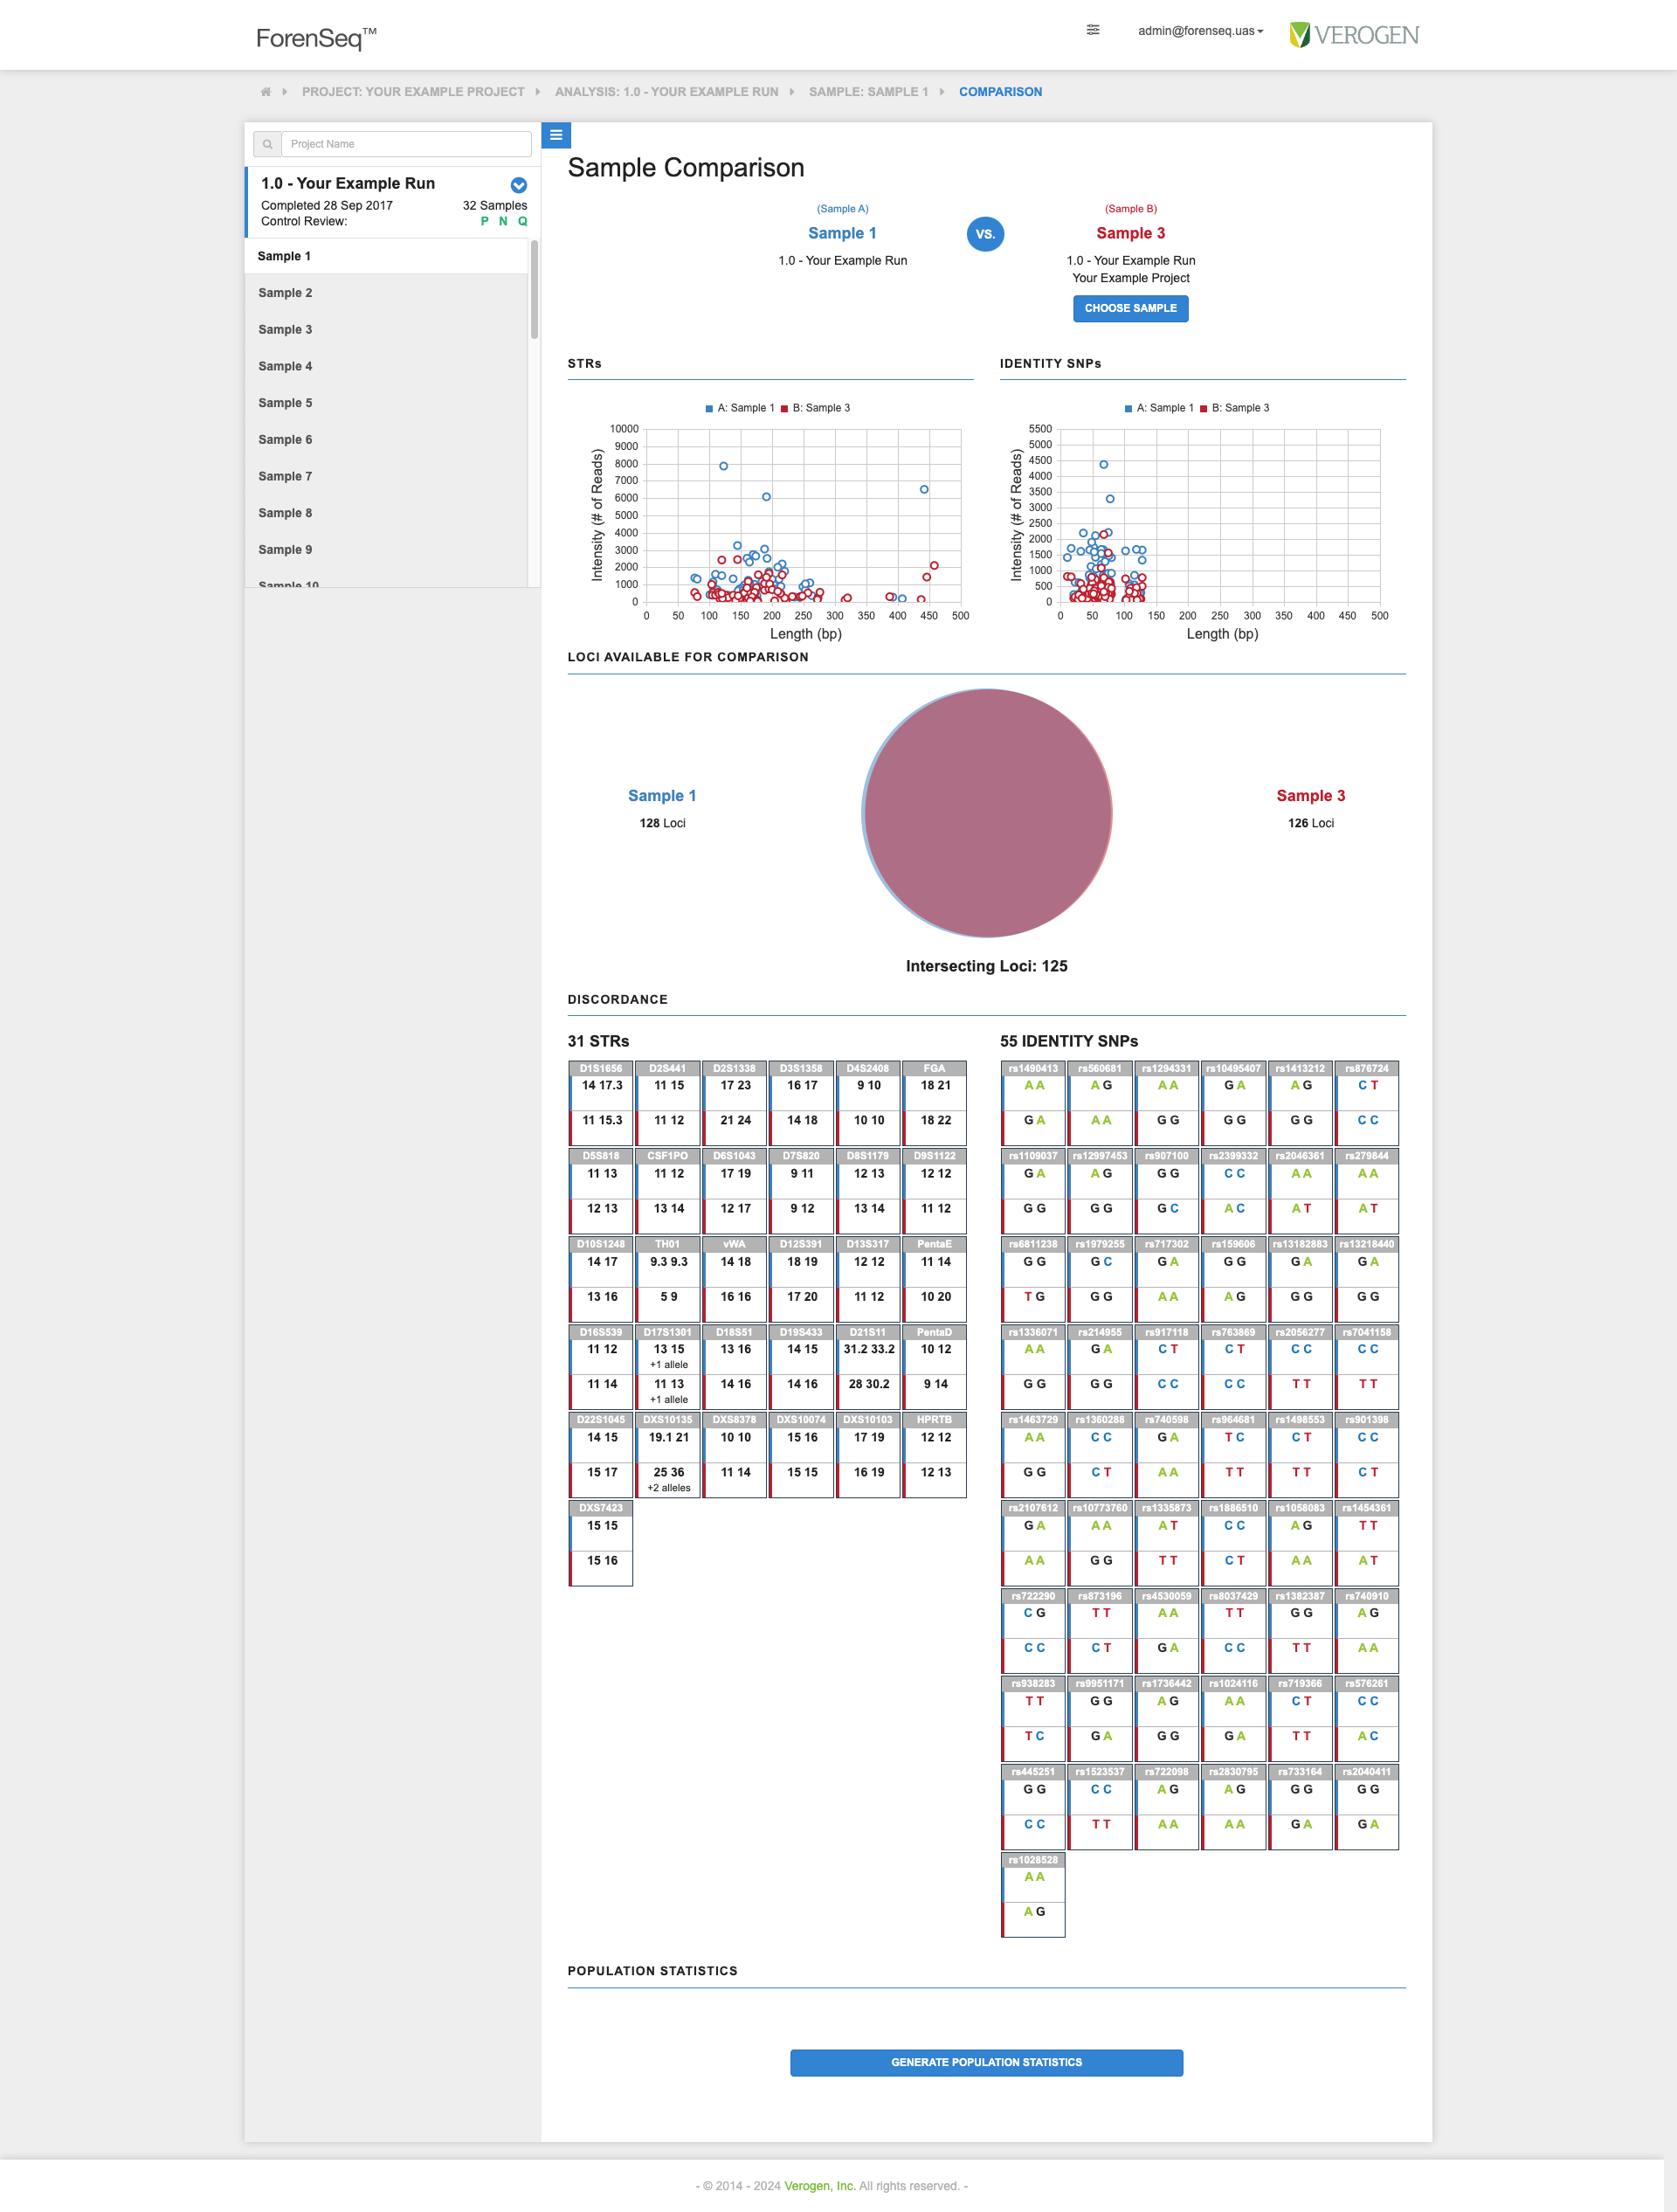 ForenSeq™
admin@forenseq.uas
VEROGEN
PROJECT: YOUR EXAMPLE PROJECT
ANALYSIS: 1.0 - YOUR EXAMPLE RUN
SAMPLE: SAMPLE 1
COMPARISON
Project Name
1.0 - Your Example Run
Completed 28 Sep 2017 32 Samples
Control Review: P N Q
Sample 1
Sample 2
Sample 3
Sample 4
Sample 5
Sample 6
Sample 7
Sample 8
Sample 9
Sample 10
Sample Comparison
(Sample A)
Sample 1
1.0 - Your Example Run
VS.
(Sample B)
Sample 3
1.0 - Your Example Run
Your Example Project
CHOOSE SAMPLE
STRs
A: Sample 1 B: Sample 3
Intensity (# of Reads)
10000
9000
8000
7000
6000
5000
4000
3000
2000
1000
0
0 50 100 150 200 250 300 350 400 450 500
Length (bp)
IDENTITY SNPs
A: Sample 1 B: Sample 3
Intensity (# of Reads)
5500
5000
4500
4000
3500
3000
2500
2000
1500
1000
500
0
0 50 100 150 200 250 300 350 400 450 500
Length (bp)
LOCI AVAILABLE FOR COMPARISON
Sample 1
128 Loci
Sample 3
126 Loci
Intersecting Loci: 125
DISCORDANCE
31 STRs
D1S1656 D2S441 D2S1338 D3S1358 D4S2408 FGA
14 17.3 11 15 17 23 16 17 9 10 18 21
11 15.3 11 12 21 24 14 18 10 10 18 22
D5S818 CSF1PO D6S1043 D7S820 D8S1179 D9S1122
11 13 11 12 17 19 9 11 12 13 12 12
12 13 13 14 12 17 9 12 13 14 11 12
D10S1248 TH01 vWA D12S391 D13S317 PentaE
14 17 9.3 9.3 14 18 18 19 12 12 11 14
13 16 5 9 16 16 17 20 11 12 10 20
D16S539 D17S1301 D18S51 D19S433 D21S11 PentaD
11 12 13 15 13 16 14 15 31.2 33.2 10 12
+1 allele
11 14 11 13 14 16 14 16 28 30.2 9 14
+1 allele
D22S1045 DXS10135 DXS8378 DXS10074 DXS10103 HPRTB
14 15 19.1 21 10 10 15 16 17 19 12 12
15 17 25 36 11 14 15 15 16 19 12 13
+2 alleles
DXS7423
15 15
15 16
55 IDENTITY SNPs
rs1490413 rs560681 rs1294331 rs10495407 rs1413212 rs876724
A A A G A A G A A G C T
G A A A G G G G G G C C
rs1109037 rs12997453 rs907100 rs2399332 rs2046361 rs279844
G A A G G G C C A A A A
G G G G G C A C A T A T
rs6811238 rs1979255 rs717302 rs159606 rs13182883 rs13218440
G G G C G A G G G A G A
T G G G A A A G G G G G
rs1336071 rs214955 rs917118 rs763869 rs2056277 rs7041158
A A G A C T C T C C C C
G G G G C C C C T T T T
rs1463729 rs1360288 rs740598 rs964681 rs1498553 rs901398
A A C C G A T C C T C C
G G C T A A T T T T C T
rs2107612 rs10773760 rs1335873 rs1886510 rs1058083 rs1454361
G A A A A T C C A G T T
A A G G T T C T A A A T
rs722290 rs873196 rs4530059 rs8037429 rs1382387 rs740910
C G T T A A T T G G A G
C C C T G A C C T T A A
rs938283 rs9951171 rs1736442 rs1024116 rs719366 rs576261
T T G G A G A A C T C C
T C G A G G G A T T A C
rs445251 rs1523537 rs722098 rs2830795 rs733164 rs2040411
G G C C A G A G G G G G
C C T T A A A A G A G A
rs1028528
A A
A G
POPULATION STATISTICS
GENERATE POPULATION STATISTICS
- © 2014 - 2024 Verogen, Inc. All rights reserved. -